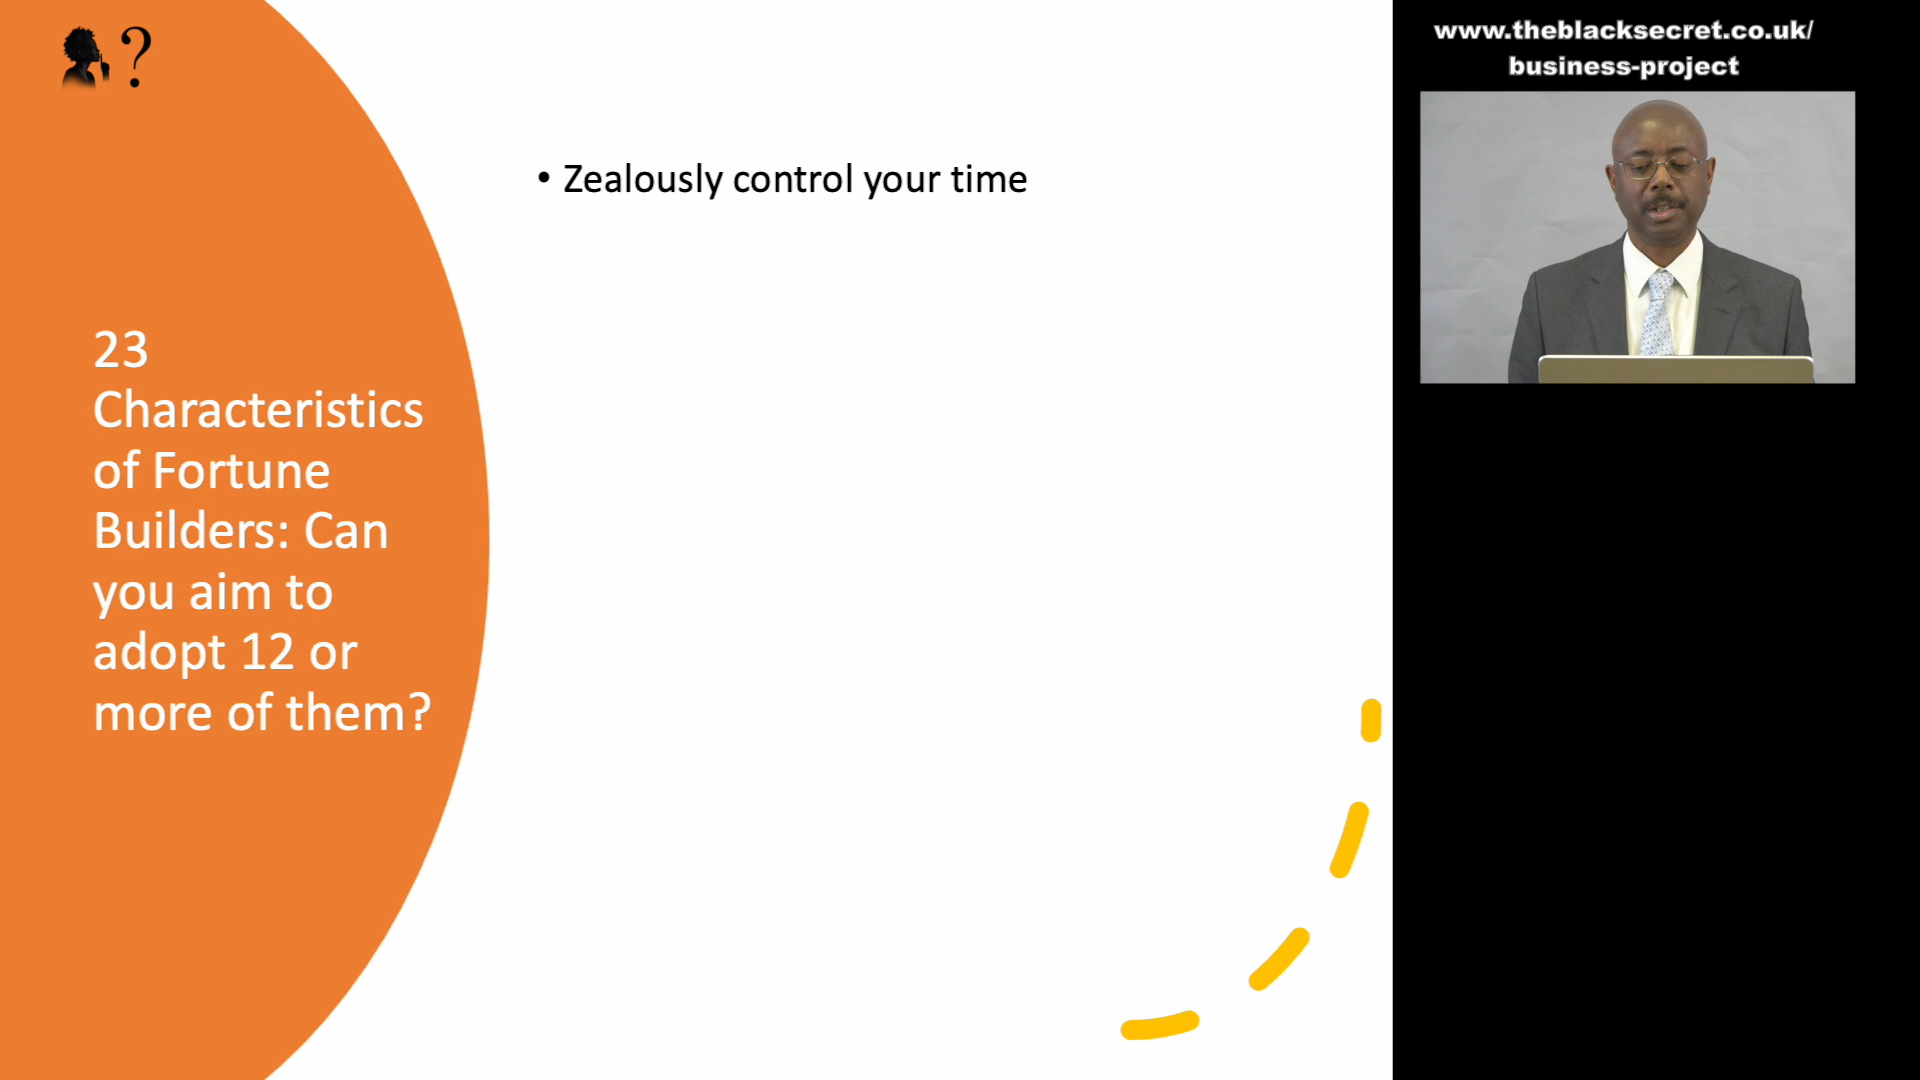 ?
23
Characteristics
of Fortune
Builders: Can
you aim to
adopt 12 or
more of them?
• Zealously control your time
www.theblacksecret.co.uk/
business-project